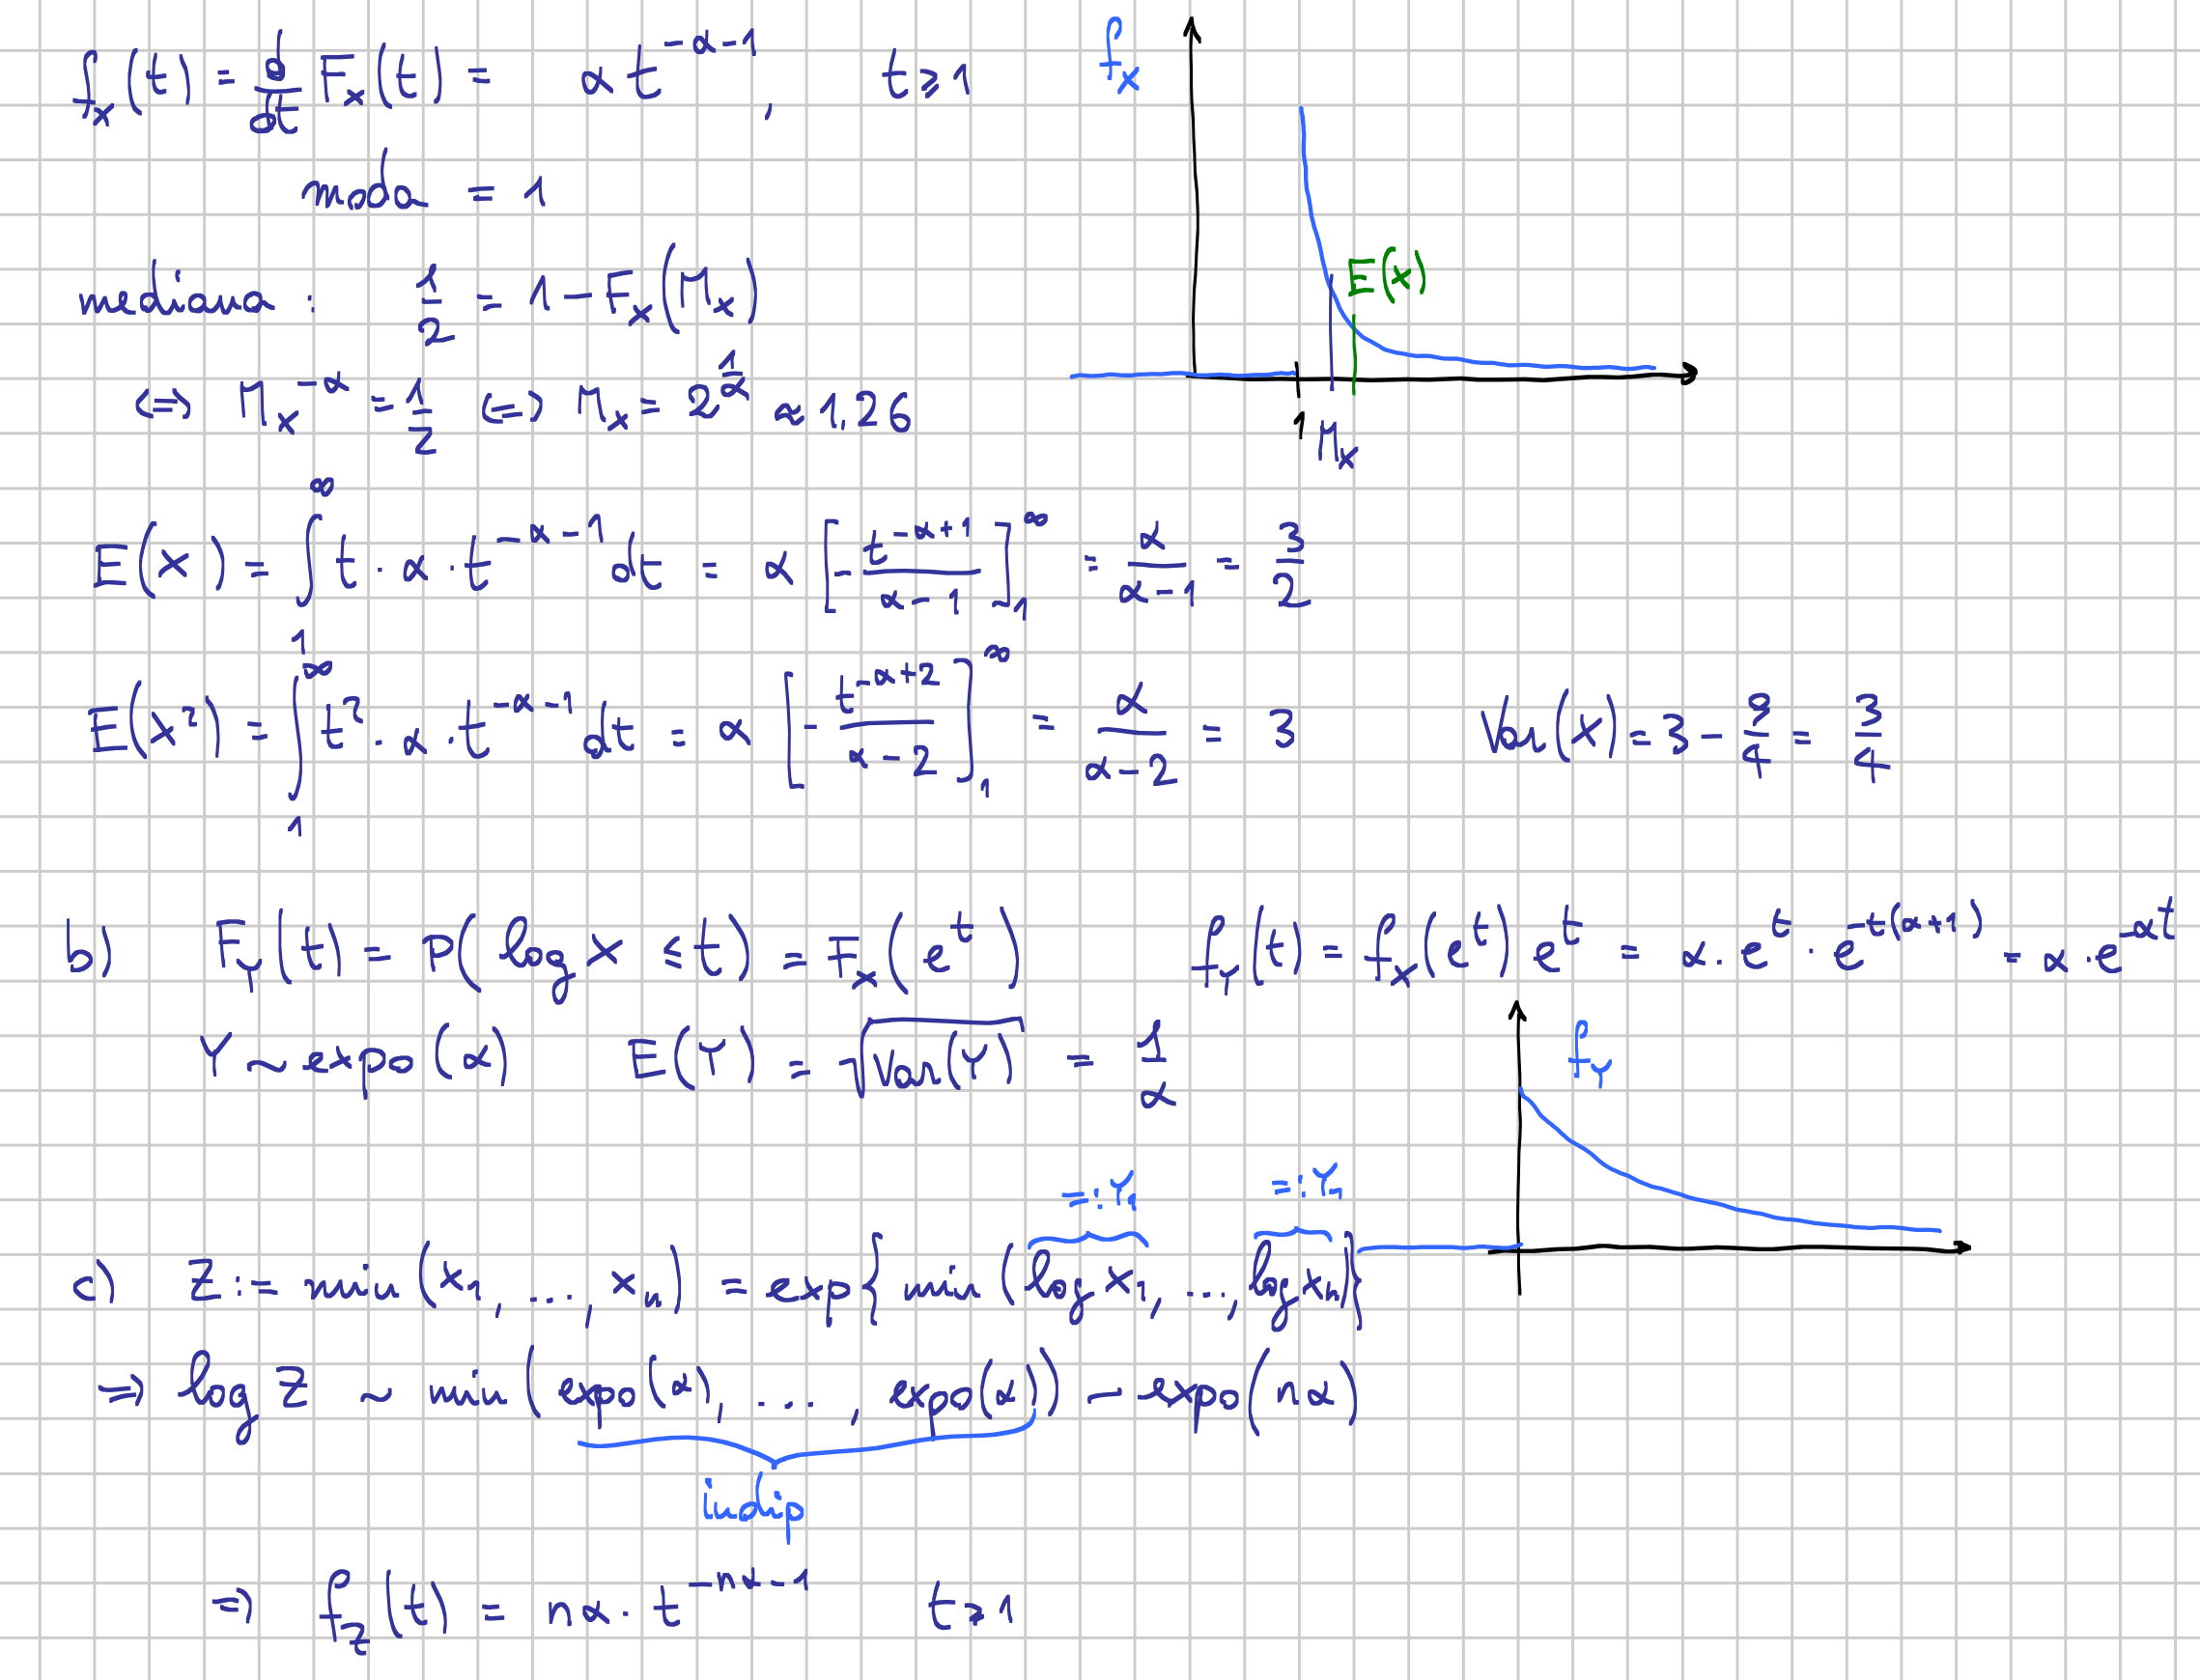 f_X(t) = d/dt F_X(t) = α t^{-α-1}, t ≥ 1
moda = 1
mediana : 1/2 = 1 - F_X(M_X)
⇔ M_X^{-α} = 1/2 ⇔ M_X = 2^{1/α} ≈ 1,26
f_X
E(X)
1 M_X
E(X) = ∫_1^∞ t · α · t^{-α-1} dt = α [- t^{-α+1}/(α-1)]_1^∞ = α/(α-1) = 3/2
E(X²) = ∫_1^∞ t² · α · t^{-α-1} dt = α [- t^{-α+2}/(α-2)]_1^∞ = α/(α-2) = 3 Var(X) = 3 - 9/4 = 3/4
b) F_Y(t) = P(log X ≤ t) = F_X(e^t) f_Y(t) = f_X(e^t) e^t = α · e^t · e^{-t(α+1)} = α · e^{-αt}
Y ~ expo(α) E(Y) = √Var(Y) = 1/α
f_Y
=: Y_1 =: Y_n
c) Z := min(X_1, ..., X_n) = exp{ min(log X_1, ..., log X_n)}
⇒ log Z ~ min(expo(α), ..., expo(α)) ~ expo(nα)
indip
⇒ f_Z(t) = nα · t^{-nα-1} t ≥ 1